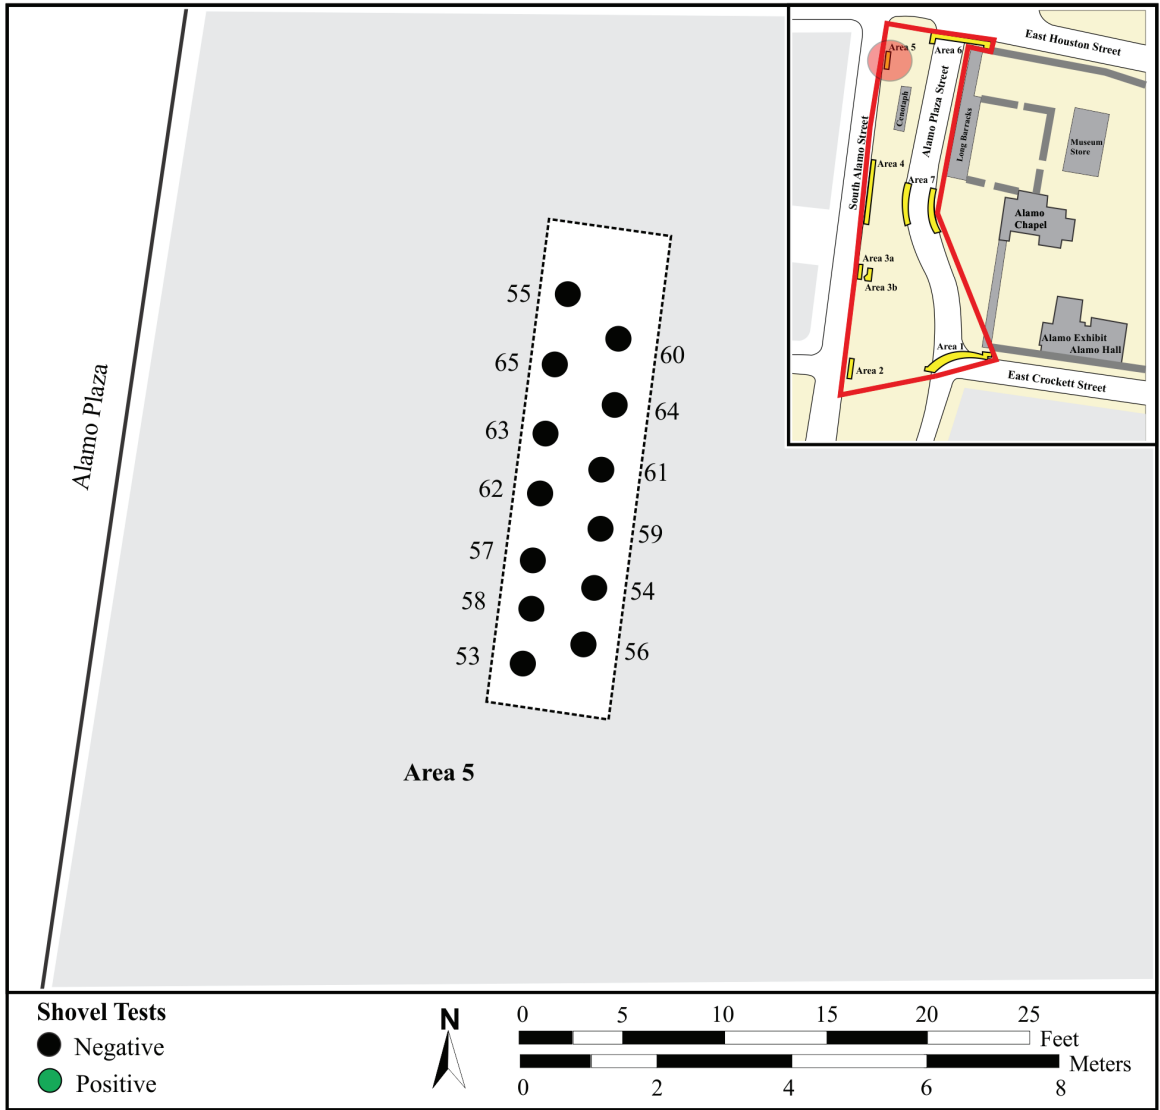 Alamo Plaza
55
60
65
64
63
61
62
59
57
54
58
56
53
Area 5
East Houston Street
Area 5
Area 6
Alamo Plaza Street
Cenotaph
Long Barracks
Museum
Store
South Alamo Street
Area 4
Area 7
Alamo
Chapel
Area 3a
Area 3b
Area 1
Alamo Exhibit
Alamo Hall
Area 2
East Crockett Street
Shovel Tests
Negative
Positive
N
0 5 10 15 20 25
Feet
Meters
0 2 4 6 8